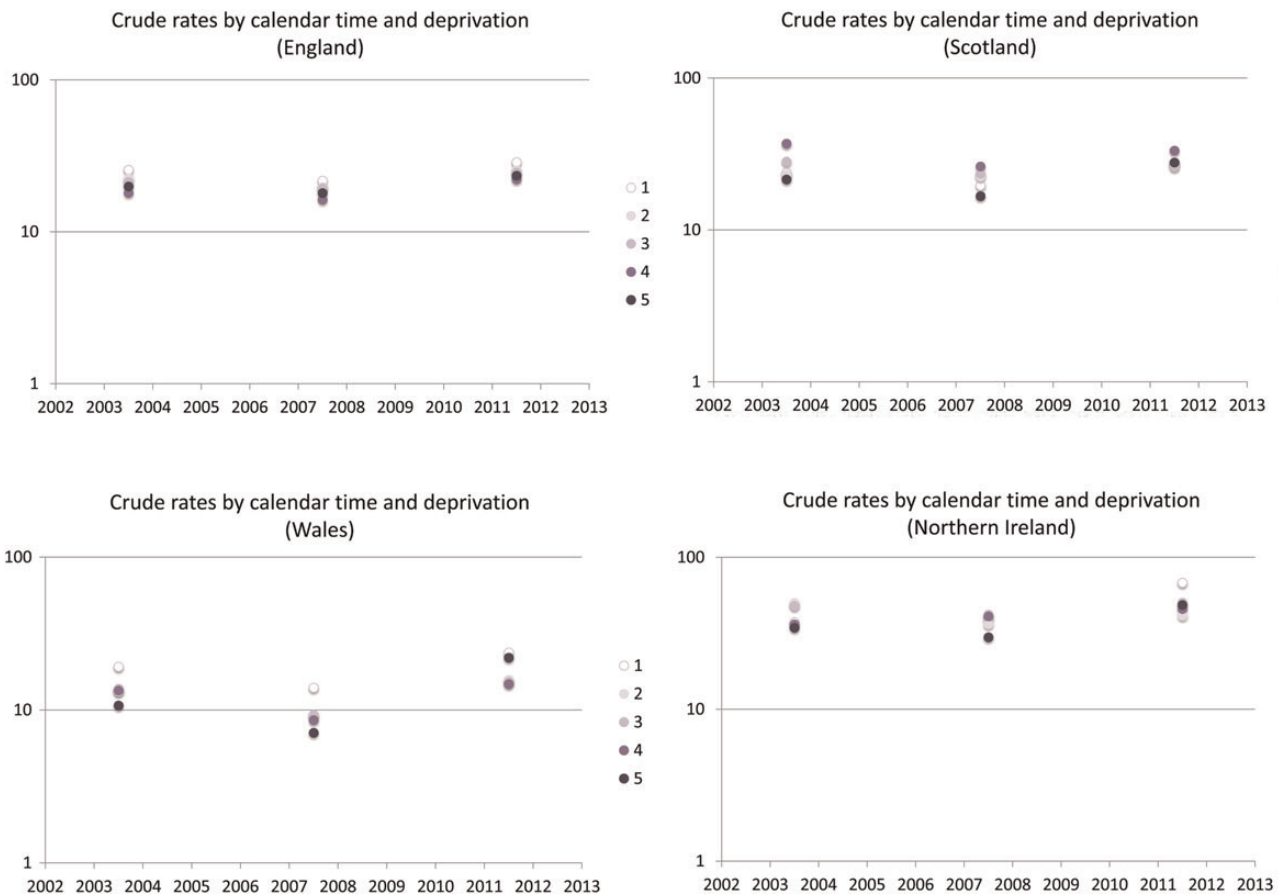 Crude rates by calendar time and deprivation
(England)
100
10
1
2002 2003 2004 2005 2006 2007 2008 2009 2010 2011 2012 2013
1
2
3
4
5
Crude rates by calendar time and deprivation
(Scotland)
100
10
1
2002 2003 2004 2005 2006 2007 2008 2009 2010 2011 2012 2013
Crude rates by calendar time and deprivation
(Wales)
100
10
1
2002 2003 2004 2005 2006 2007 2008 2009 2010 2011 2012 2013
1
2
3
4
5
Crude rates by calendar time and deprivation
(Northern Ireland)
100
10
1
2002 2003 2004 2005 2006 2007 2008 2009 2010 2011 2012 2013